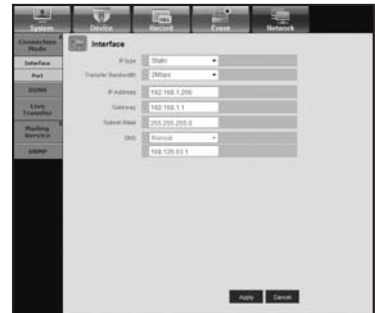 System Device Record Event Network
Connection Mode
Interface
Port
DDNS
Live Transfer
Mailing Service
SNMP
Interface
IP type Static
Transfer Bandwidth 2Mbps
IP Address 192.168.1.200
Gateway 192.168.1.1
Subnet Mask 255.255.255.0
DNS Manual
168.126.63.1
Apply Cancel